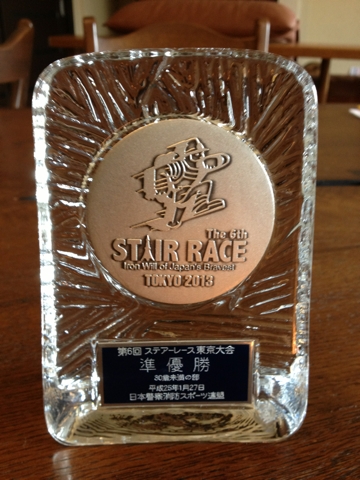 The 6th
STAIR RACE
Iron Will of Japan's Bravest
TOKYO 2013
第6回 ステアーレース東京大会
準優勝
30歳未満の部
平成25年1月27日
日本警察消防スポーツ連盟